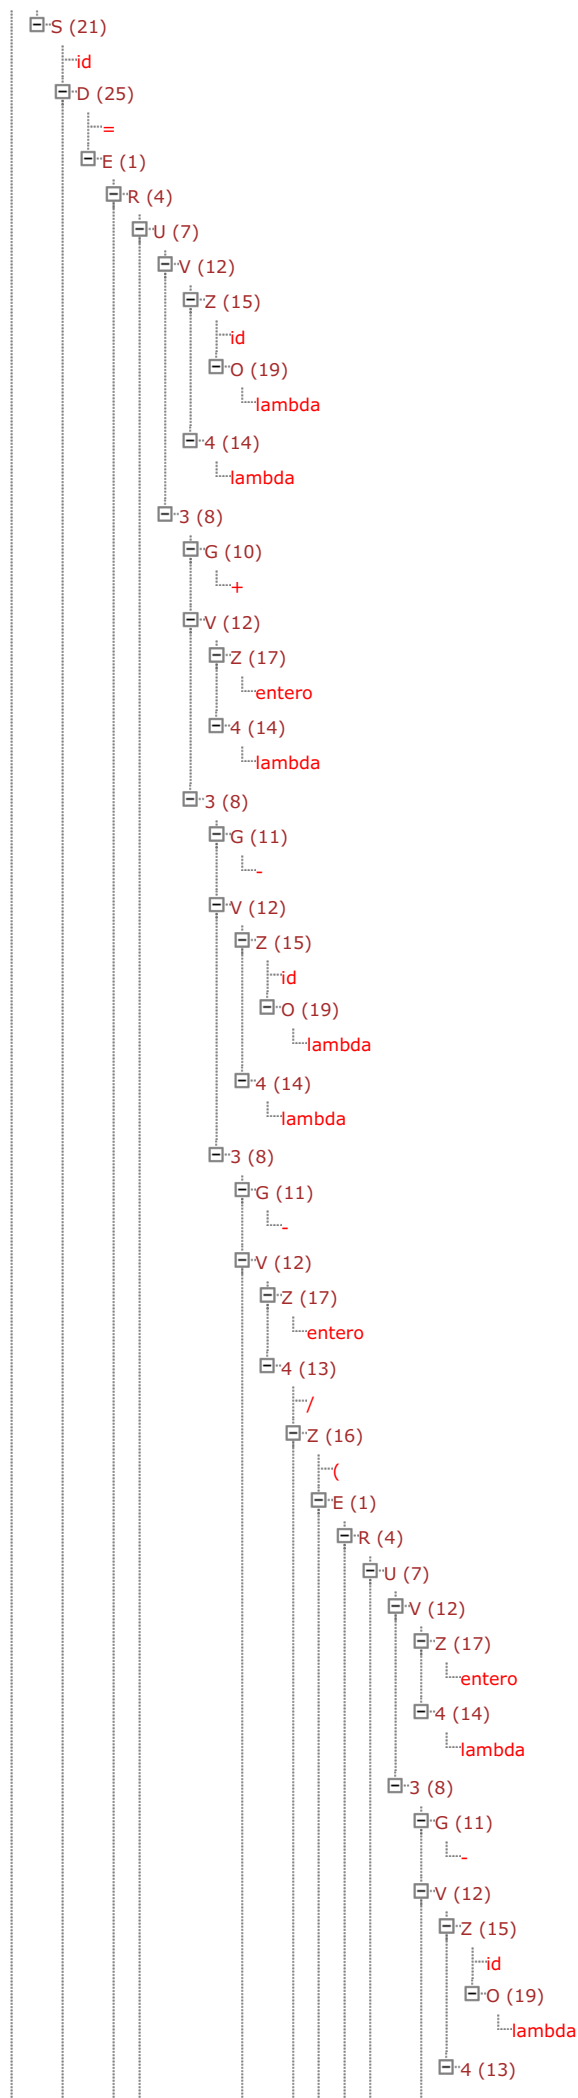 S (21)
id
D (25)
=
E (1)
R (4)
U (7)
V (12)
Z (15)
id
O (19)
lambda
4 (14)
lambda
3 (8)
G (10)
+
V (12)
Z (17)
entero
4 (14)
lambda
3 (8)
G (11)
-
V (12)
Z (15)
id
O (19)
lambda
4 (14)
lambda
3 (8)
G (11)
-
V (12)
Z (17)
entero
4 (13)
/
Z (16)
(
E (1)
R (4)
U (7)
V (12)
Z (17)
entero
4 (14)
lambda
3 (8)
G (11)
-
V (12)
Z (15)
id
O (19)
lambda
4 (13)